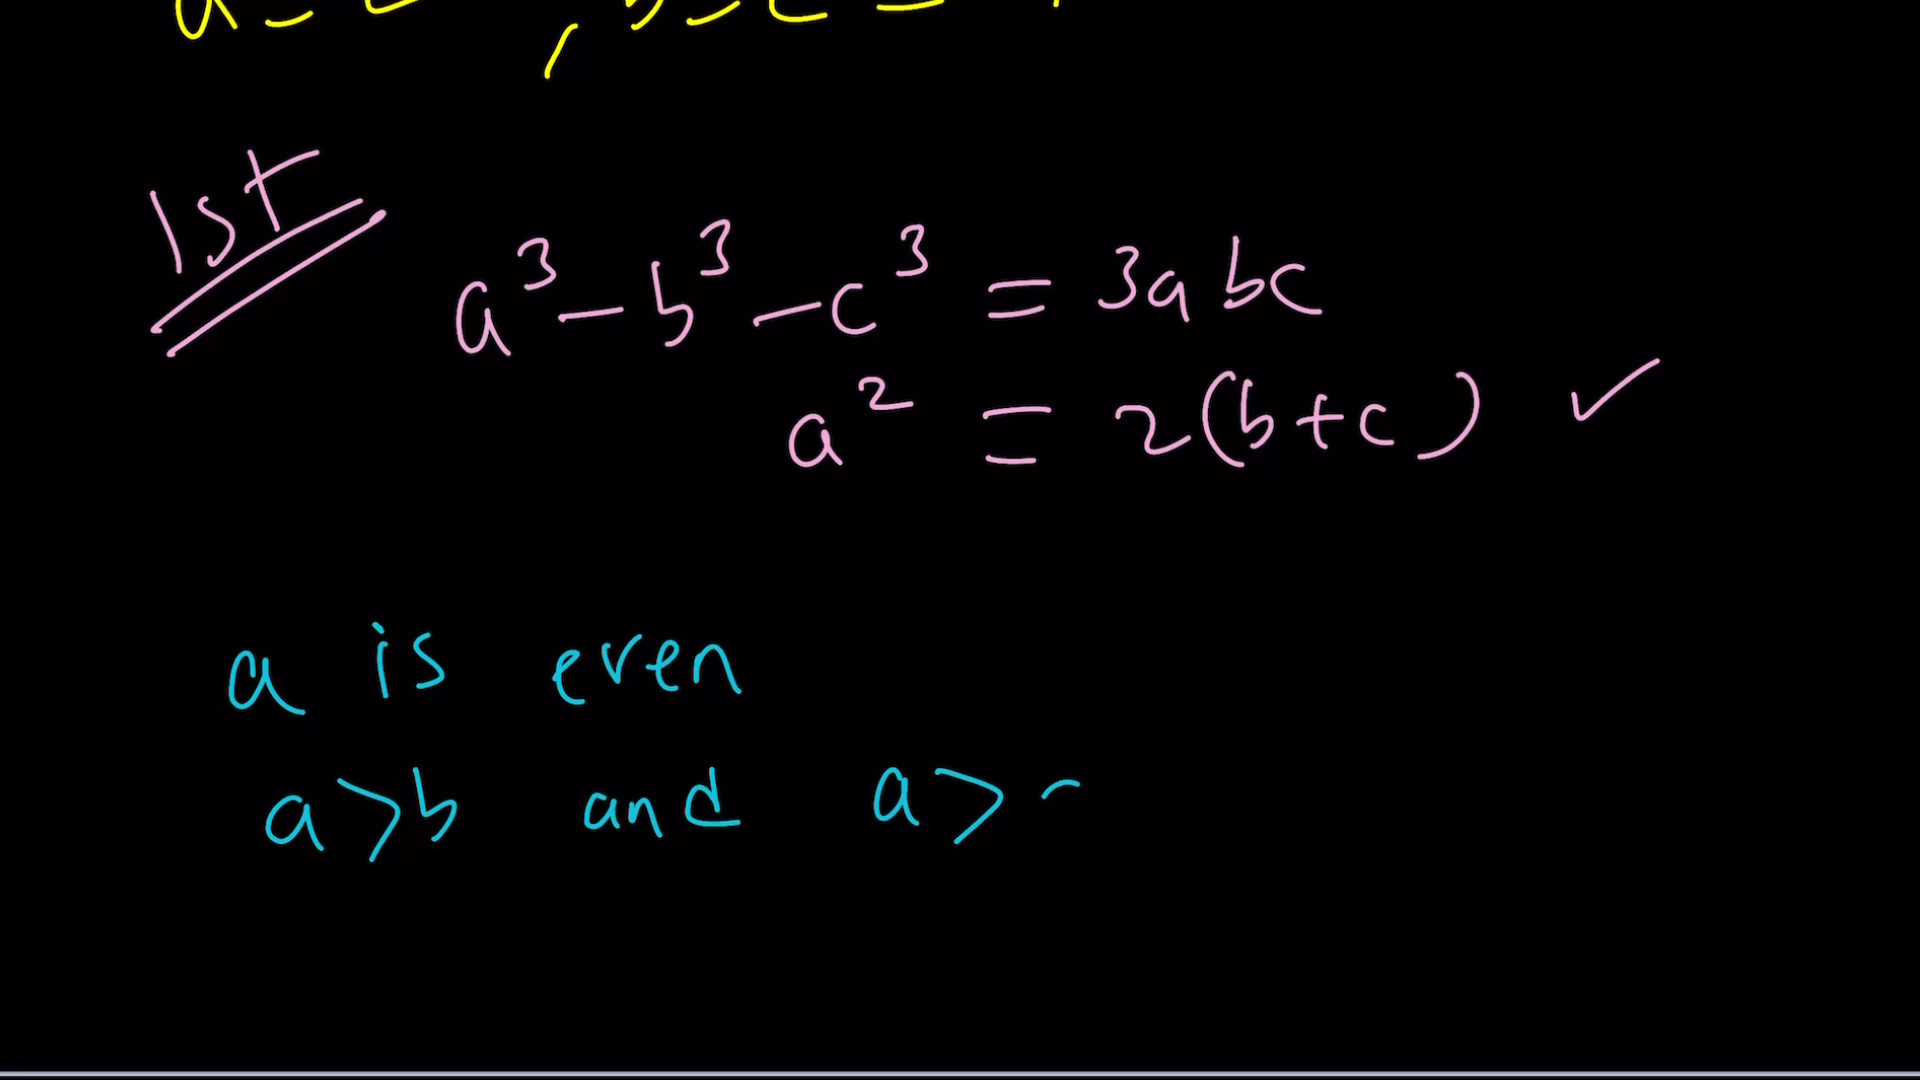 1st
a³ - b³ - c³ = 3abc
a² = 2(b+c) ✓
a is even
a>b and a>